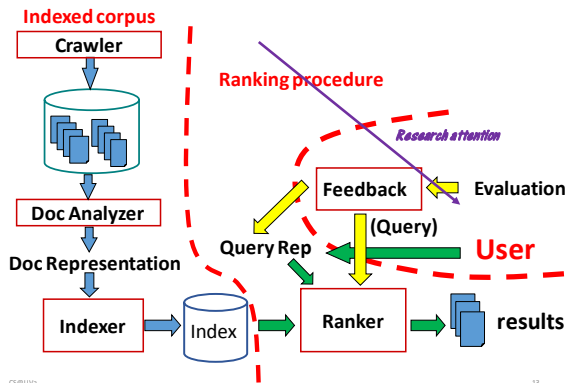 Indexed corpus
Crawler
Ranking procedure
Research attention
Feedback
Evaluation
Doc Analyzer
(Query)
Query Rep
User
Doc Representation
Indexer
Index
Ranker
results
13